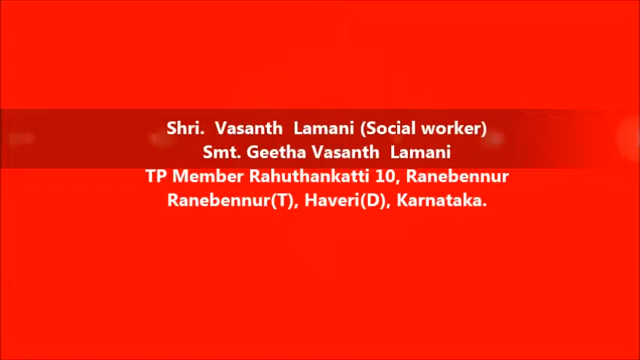 Shri.  Vasanth  Lamani (Social worker)
Smt. Geetha Vasanth  Lamani
TP Member Rahuthankatti 10, Ranebennur
Ranebennur(T), Haveri(D), Karnataka.